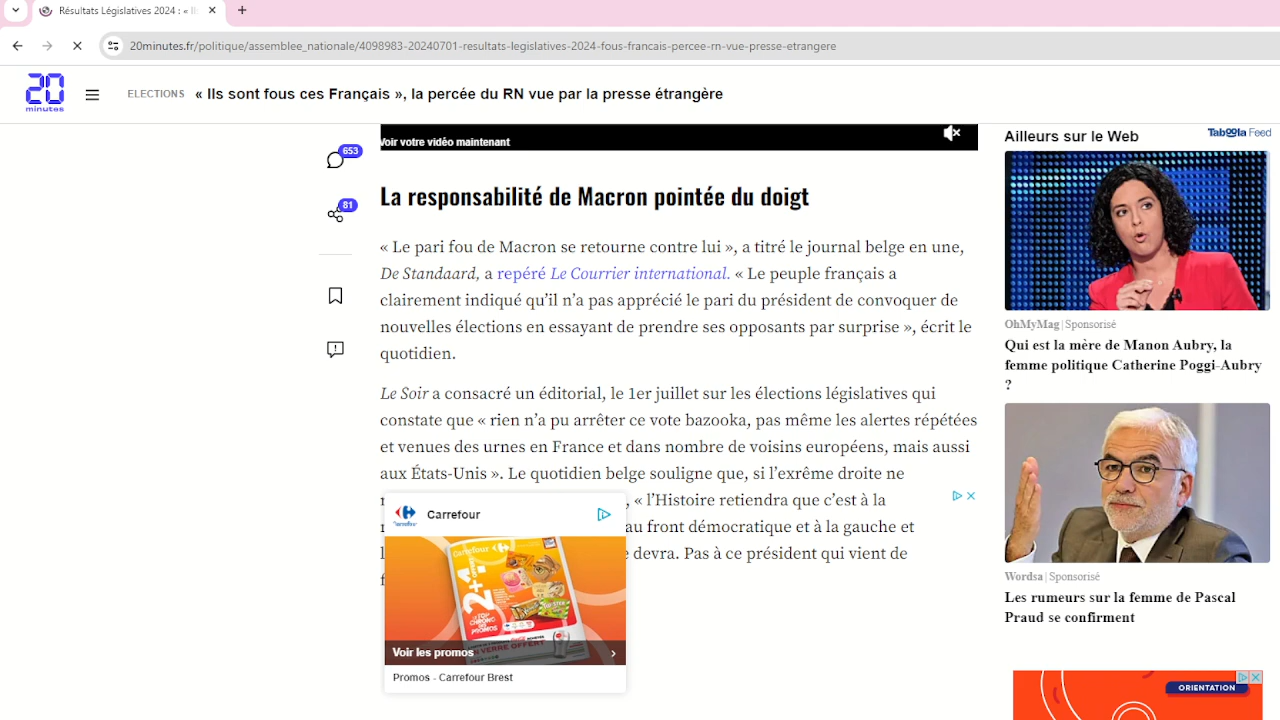 Résultats Législatives 2024 : « Il
20minutes.fr/politique/assemblee_nationale/4098983-20240701-resultats-legislatives-2024-fous-francais-percee-rn-vue-presse-etrangere
20
minutes
ELECTIONS
« Ils sont fous ces Français », la percée du RN vue par la presse étrangère
653
81
Voir votre vidéo maintenant
La responsabilité de Macron pointée du doigt
« Le pari fou de Macron se retourne contre lui », a titré le journal belge en une,
De Standaard, a repéré Le Courrier international. « Le peuple français a
clairement indiqué qu'il n'a pas apprécié le pari du président de convoquer de
nouvelles élections en essayant de prendre ses opposants par surprise », écrit le
quotidien.
Le Soir a consacré un éditorial, le 1er juillet sur les élections législatives qui
constate que « rien n'a pu arrêter ce vote bazooka, pas même les alertes répétées
et venues des urnes en France et dans nombre de voisins européens, mais aussi
aux États-Unis ». Le quotidien belge souligne que, si l'exrême droite ne
, « l'Histoire retiendra que c'est à la
au front démocratique et à la gauche et
devra. Pas à ce président qui vient de
Carrefour
Carrefour
Carrefour
Voir les promos
Promos - Carrefour Brest
Ailleurs sur le Web
Taboola Feed
OhMyMag | Sponsorisé
Qui est la mère de Manon Aubry, la
femme politique Catherine Poggi-Aubry
?
Wordsa | Sponsorisé
Les rumeurs sur la femme de Pascal
Praud se confirment
ORIENTATION